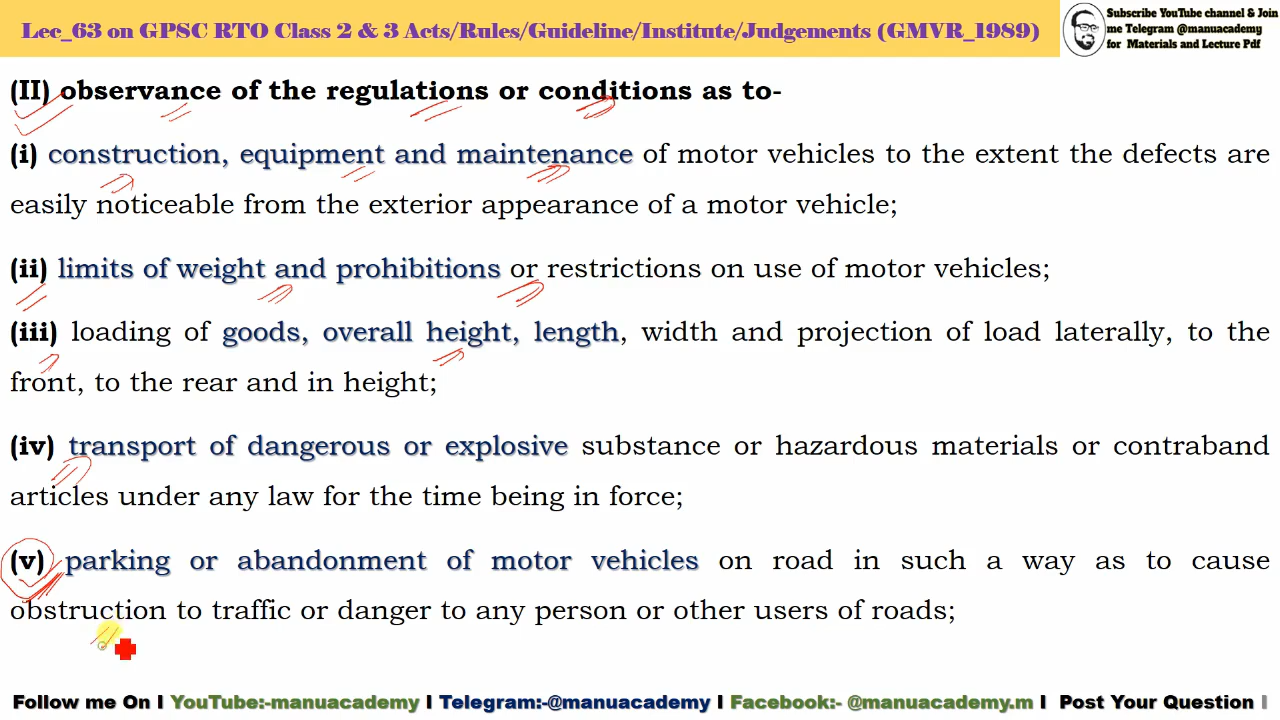 Lec_63 on GPSC RTO Class 2 & 3 Acts/Rules/Guideline/Institute/Judgements (GMVR_1989)
Subscribe YouTube channel & Join
me Telegram @manuacademy
for Materials and Lecture Pdf
(II) observance of the regulations or conditions as to-
(i) construction, equipment and maintenance of motor vehicles to the extent the defects are
easily noticeable from the exterior appearance of a motor vehicle;
(ii) limits of weight and prohibitions or restrictions on use of motor vehicles;
(iii) loading of goods, overall height, length, width and projection of load laterally, to the
front, to the rear and in height;
(iv) transport of dangerous or explosive substance or hazardous materials or contraband
articles under any law for the time being in force;
(v) parking or abandonment of motor vehicles on road in such a way as to cause
obstruction to traffic or danger to any person or other users of roads;
Follow me On I YouTube:-manuacademy I Telegram:-@manuacademy I Facebook:- @manuacademy.m I Post Your Question I